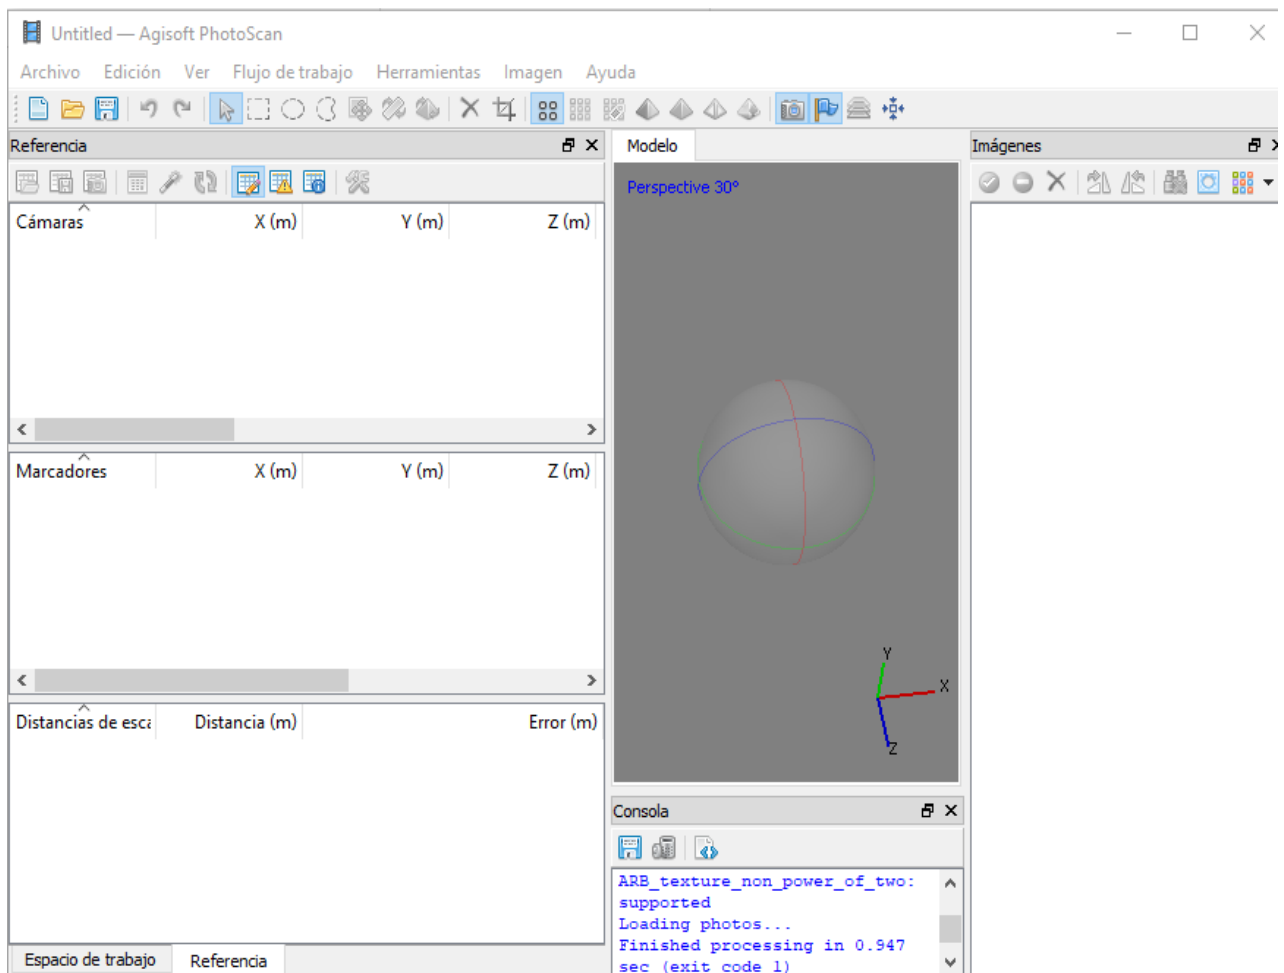 Untitled — Agisoft PhotoScan
Archivo Edición Ver Flujo de trabajo Herramientas Imagen Ayuda
Referencia
Cámaras X (m) Y (m) Z (m)
Marcadores X (m) Y (m) Z (m)
Distancias de esca Distancia (m) Error (m)
Espacio de trabajo Referencia
Modelo
Perspective 30°
Y
X
Z
Consola
ARB_texture_non_power_of_two:
supported
Loading photos...
Finished processing in 0.947
sec (exit code 1)
Imágenes